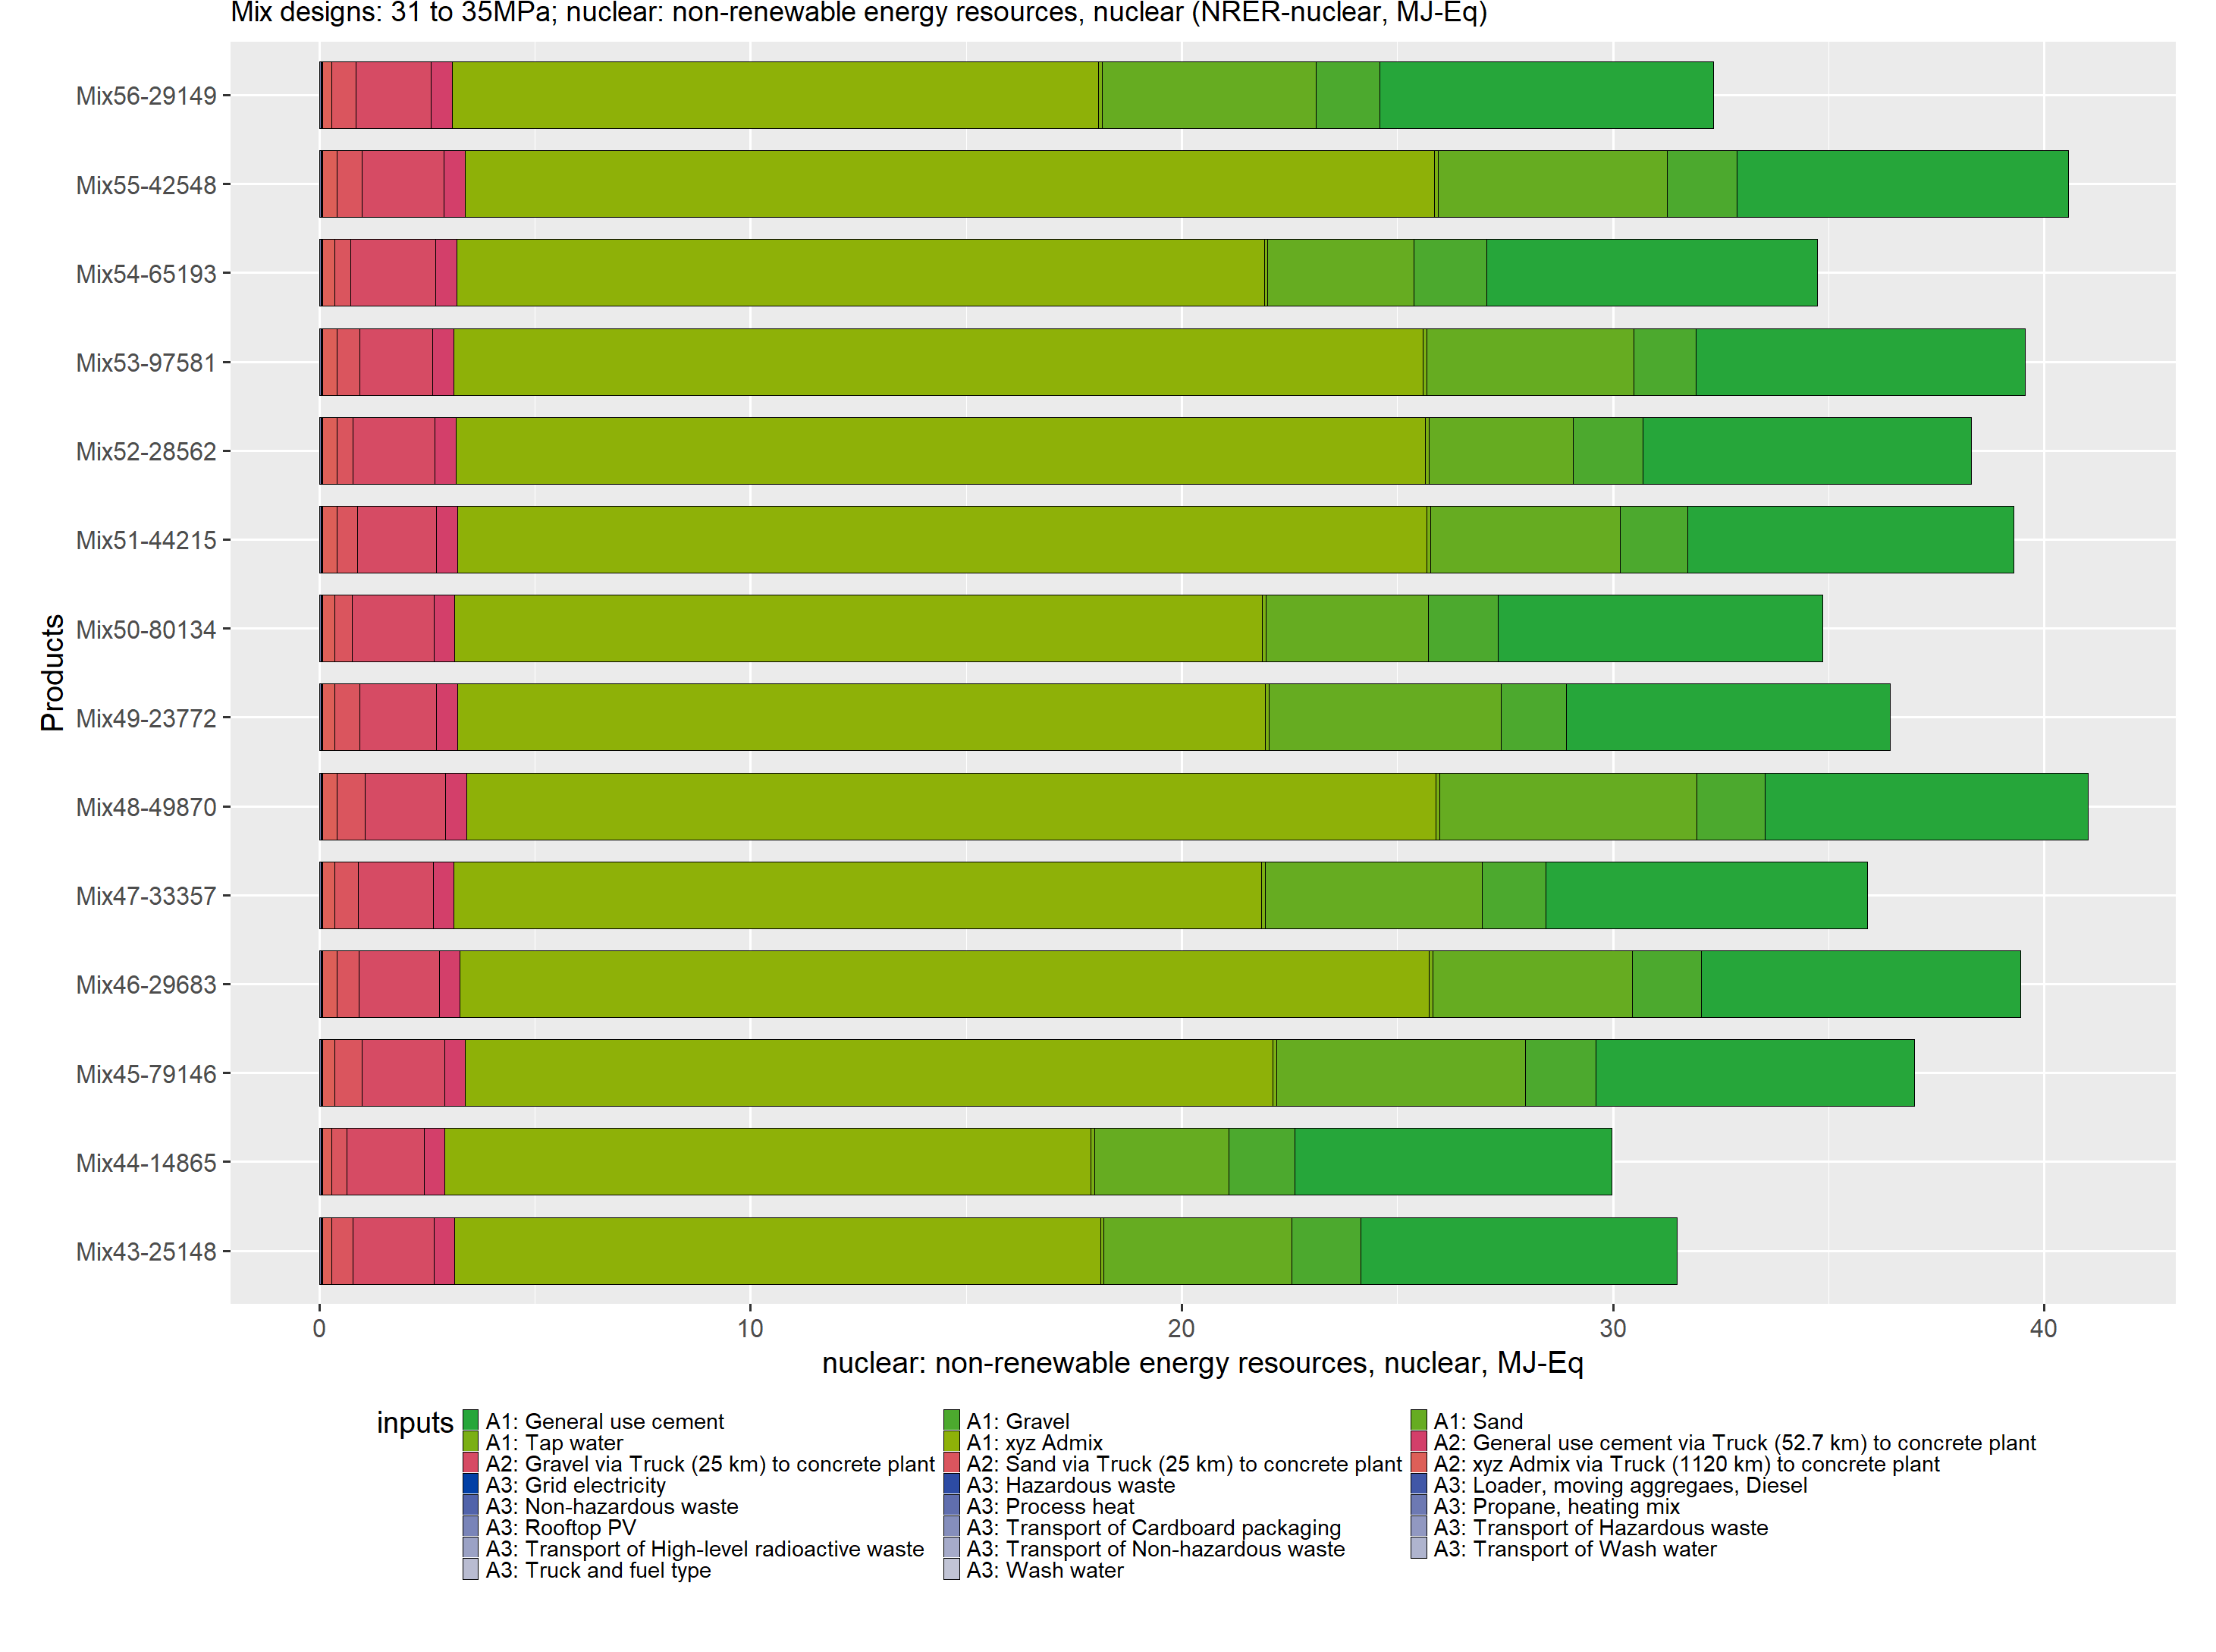 Mix designs: 31 to 35MPa; nuclear: non-renewable energy resources, nuclear (NRER-nuclear, MJ-Eq)
Mix56-29149
Mix55-42548
Mix54-65193
Mix53-97581
Mix52-28562
Mix51-44215
Mix50-80134
Mix49-23772
Mix48-49870
Mix47-33357
Mix46-29683
Mix45-79146
Mix44-14865
Mix43-25148
Products
0 10 20 30 40
nuclear: non-renewable energy resources, nuclear, MJ-Eq
inputs
A1: General use cement A1: Gravel A1: Sand
A1: Tap water A1: xyz Admix A2: General use cement via Truck (52.7 km) to concrete plant
A2: Gravel via Truck (25 km) to concrete plant A2: Sand via Truck (25 km) to concrete plant A2: xyz Admix via Truck (1120 km) to concrete plant
A3: Grid electricity A3: Hazardous waste A3: Loader, moving aggregaes, Diesel
A3: Non-hazardous waste A3: Process heat A3: Propane, heating mix
A3: Rooftop PV A3: Transport of Cardboard packaging A3: Transport of Hazardous waste
A3: Transport of High-level radioactive waste A3: Transport of Non-hazardous waste A3: Transport of Wash water
A3: Truck and fuel type A3: Wash water